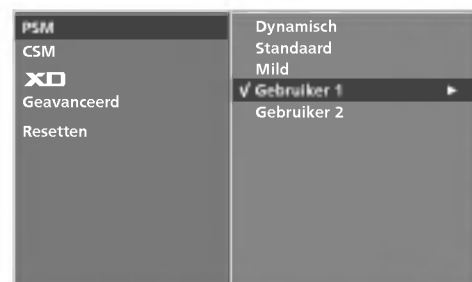 PSM
CSM
XD
Geavanceerd
Resetten
Dynamisch
Standaard
Mild
√ Gebruiker 1 ►
Gebruiker 2